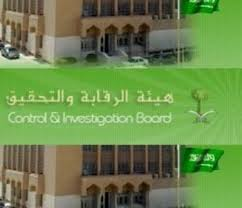 هيئة الرقابة والتحقيق
Control & Investigation Board